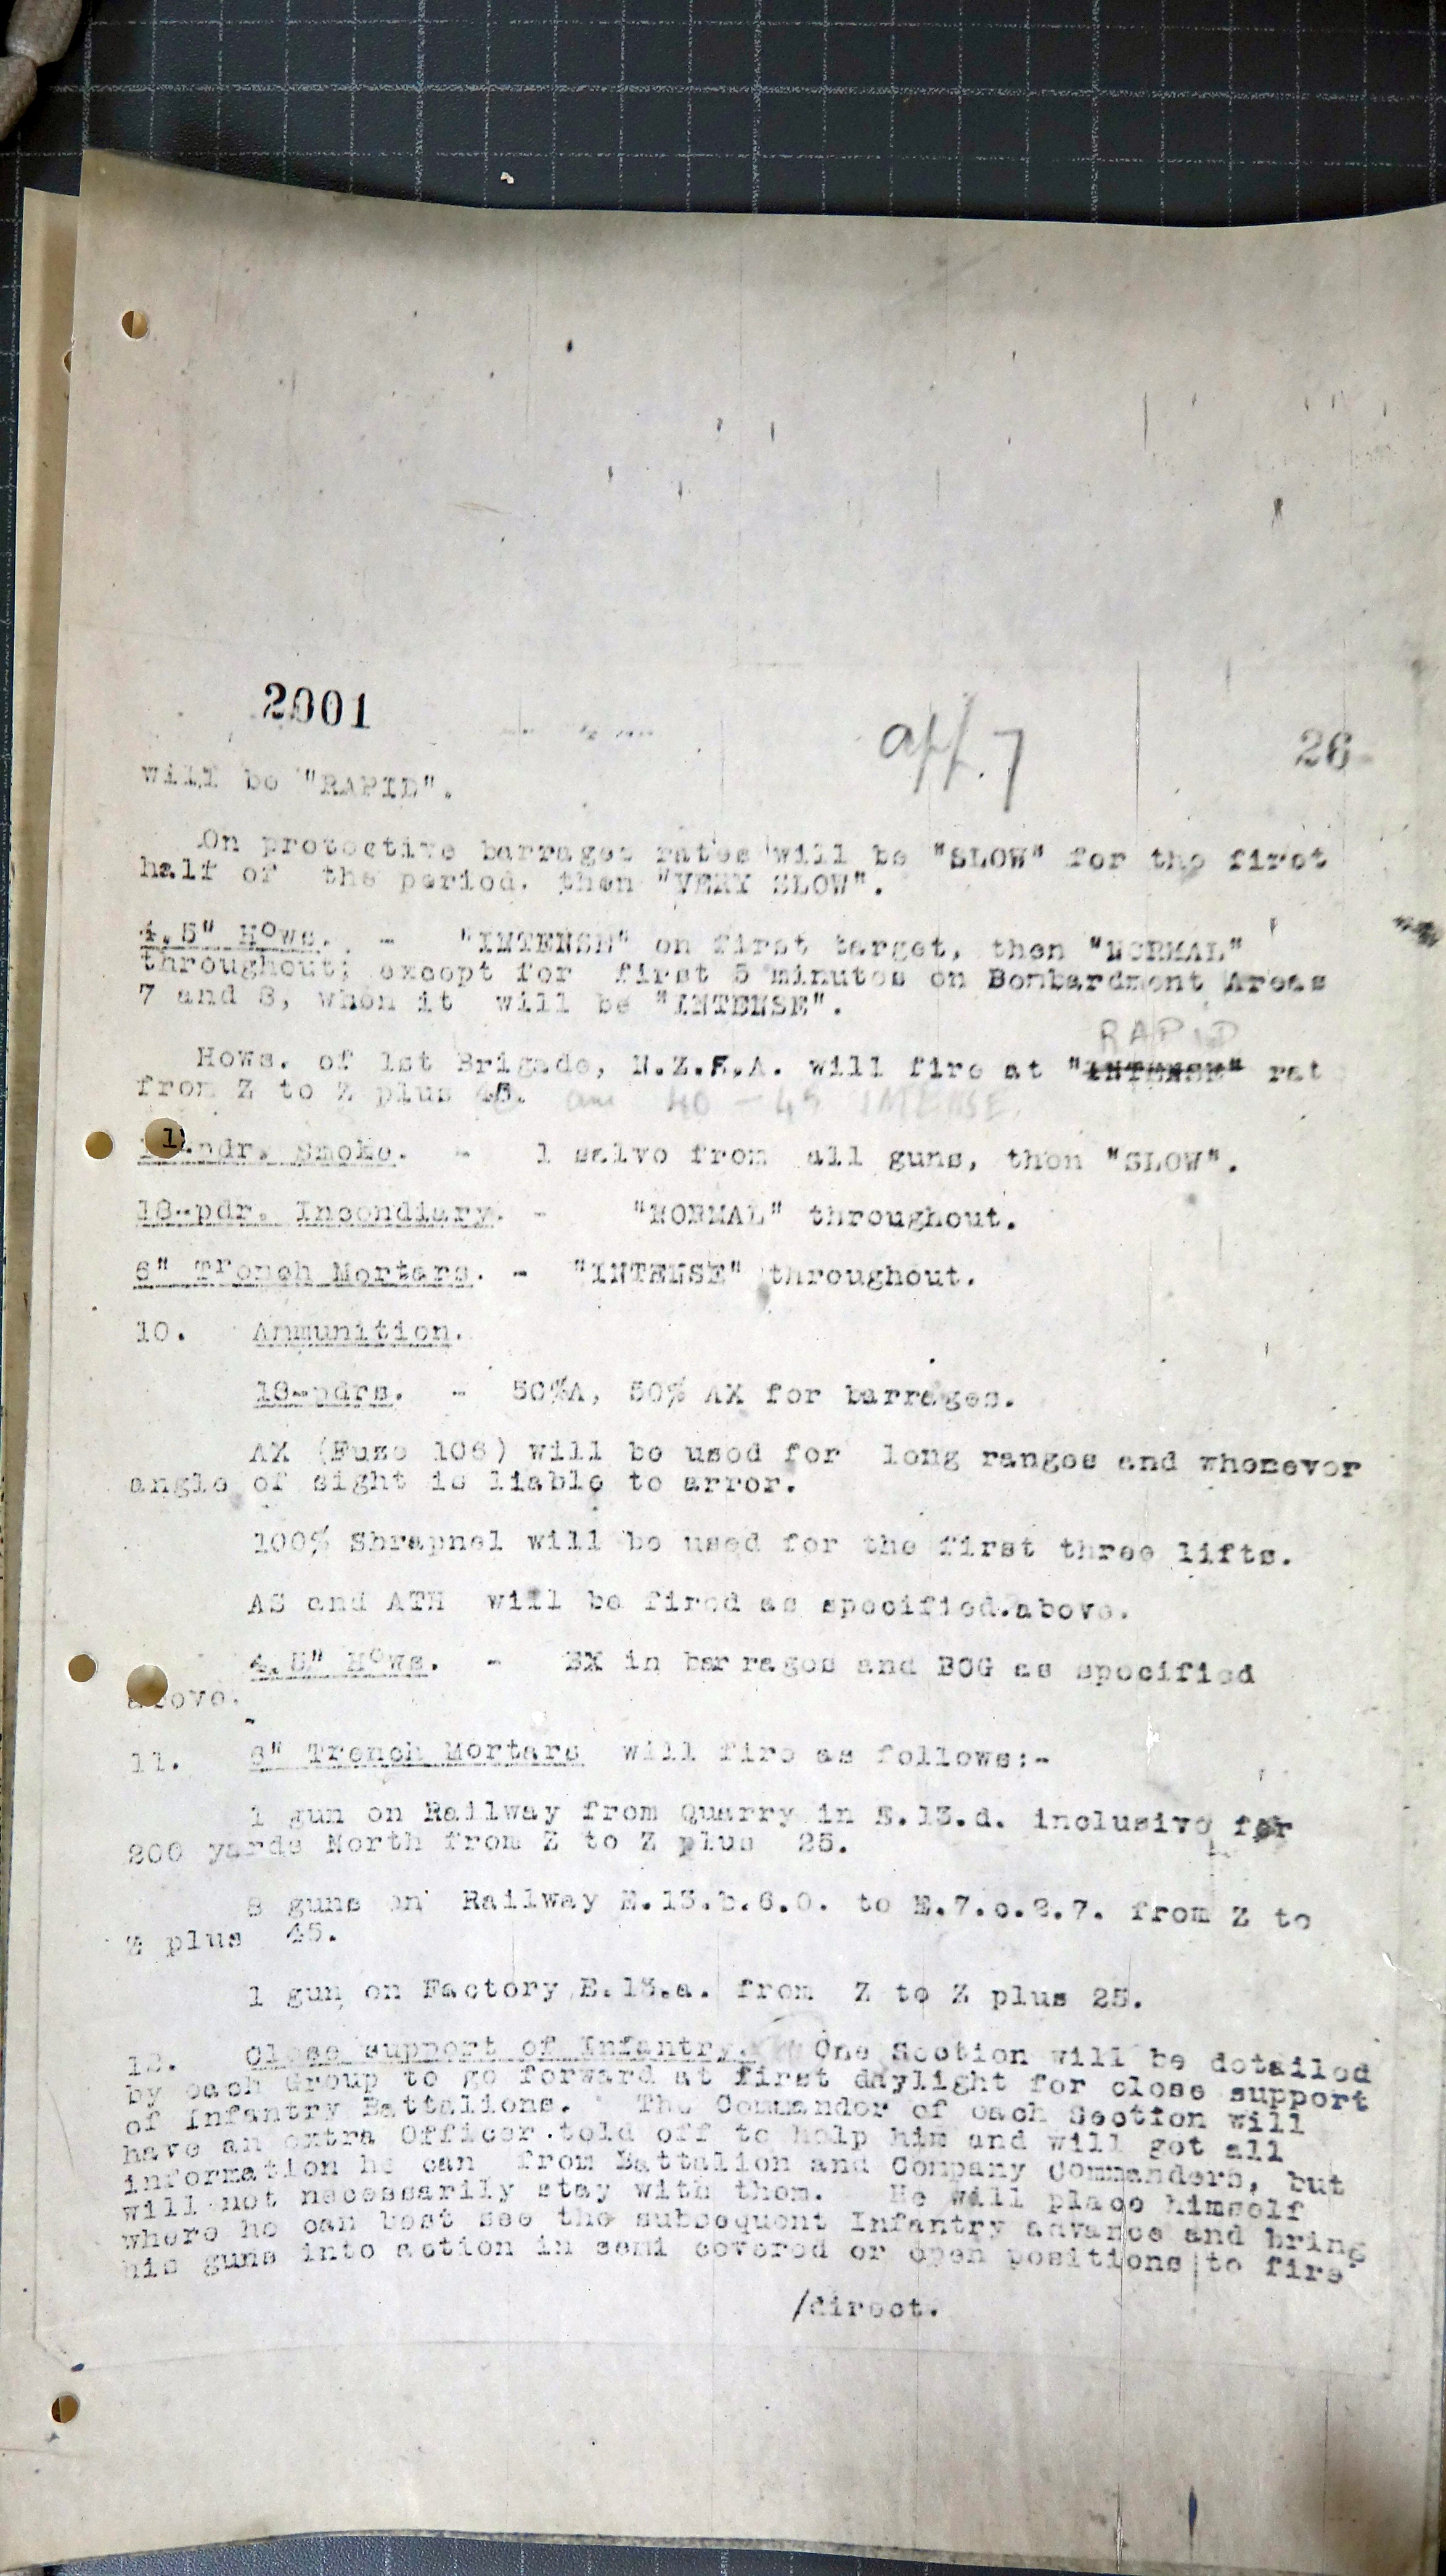 2001
app. 7
26
will be "RAPID".
On protective barrages rates will be "SLOW" for the first
half of the period. then "VERY SLOW".
4.5" Hows. - "INTENSE" on first target, then "NORMAL"
throughout; except for first 5 minutes on Bombardment Areas
7 and 8, when it will be "INTENSE".
RAPID
Hows. of 1st Brigade, N.Z.F.A. will fire at "INTENSE" rat
from Z to Z plus 45. 40 - 45 INTENSE.
pdr. Smoke. - 1 salvo from all guns, then "SLOW".
18-pdr. Incendiary. - "NORMAL" throughout.
6" Trench Mortars. - "INTENSE" throughout.
10. Ammunition.
18-pdrs. - 50%A, 50% AX for barrages.
AX (Fuze 106) will be used for long ranges and whenever
angle of sight is liable to arror.
100% Shrapnel will be used for the first three lifts.
AS and ATH will be fired as specified.above.
4.5" Hows. - BX in barrages and BCG as specified
above.
11. 6" Trench Mortars will fire as follows:-
1 gun on Railway from Quarry in E.13.d. inclusive for
200 yards North from Z to Z plus 25.
guns on Railway E.13.b.6.0. to E.7.c.2.7. from Z to
Z plus 45.
1 gun on Factory E.13.a. from Z to Z plus 25.
12. Close support of Infantry. One Section will be detailed
by each Group to go forward at first daylight for close support
of Infantry Battalions. The Commander of each Section will
have an extra Officer told off to help him and will get all
information he can from Battalion and Company Commanders, but
will not necessarily stay with them. He will place himself
where he can best see the subsequent Infantry advance and bring
his guns into action in semi covered or open positions to fire
/direct.